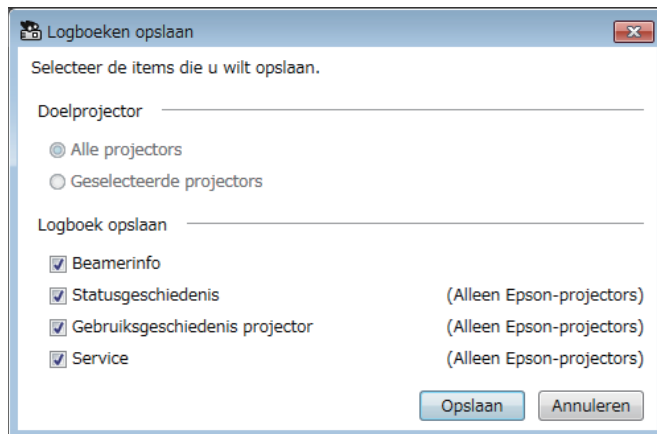 Logboeken opslaan
Selecteer de items die u wilt opslaan.
Doelprojector
Alle projectors
Geselecteerde projectors
Logboek opslaan
Beamerinfo
Statusgeschiedenis (Alleen Epson-projectors)
Gebruiksgeschiedenis projector (Alleen Epson-projectors)
Service (Alleen Epson-projectors)
Opslaan Annuleren